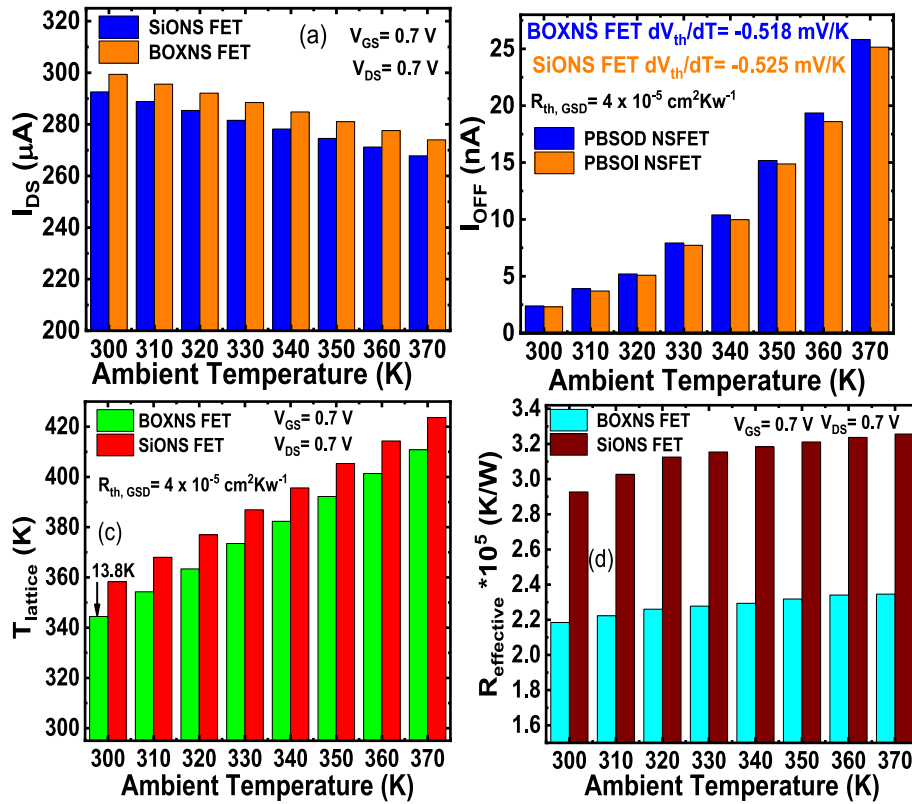 SiONS FET
BOXNS FET
(a)
V_GS= 0.7 V
V_DS= 0.7 V
320
300
280
260
240
220
200
I_DS (μA)
300 310 320 330 340 350 360 370
Ambient Temperature (K)
BOXNS FET dV_th/dT= -0.518 mV/K
SiONS FET dV_th/dT= -0.525 mV/K
R_th, GSD= 4 x 10^-5 cm^2Kw^-1
PBSOD NSFET
PBSOI NSFET
25
20
15
10
5
0
I_OFF (nA)
300 310 320 330 340 350 360 370
Ambient Temperature (K)
BOXNS FET
SiONS FET
V_GS= 0.7 V
V_DS= 0.7 V
R_th, GSD= 4 x 10^-5 cm^2Kw^-1
(c)
13.8K
420
400
380
360
340
320
300
T_lattice (K)
300 310 320 330 340 350 360 370
Ambient Temperature (K)
BOXNS FET
SiONS FET
V_GS= 0.7 V V_DS= 0.7 V
(d)
3.4
3.2
3.0
2.8
2.6
2.4
2.2
2.0
1.8
1.6
R_effective *10^5 (K/W)
300 310 320 330 340 350 360 370
Ambient Temperature (K)